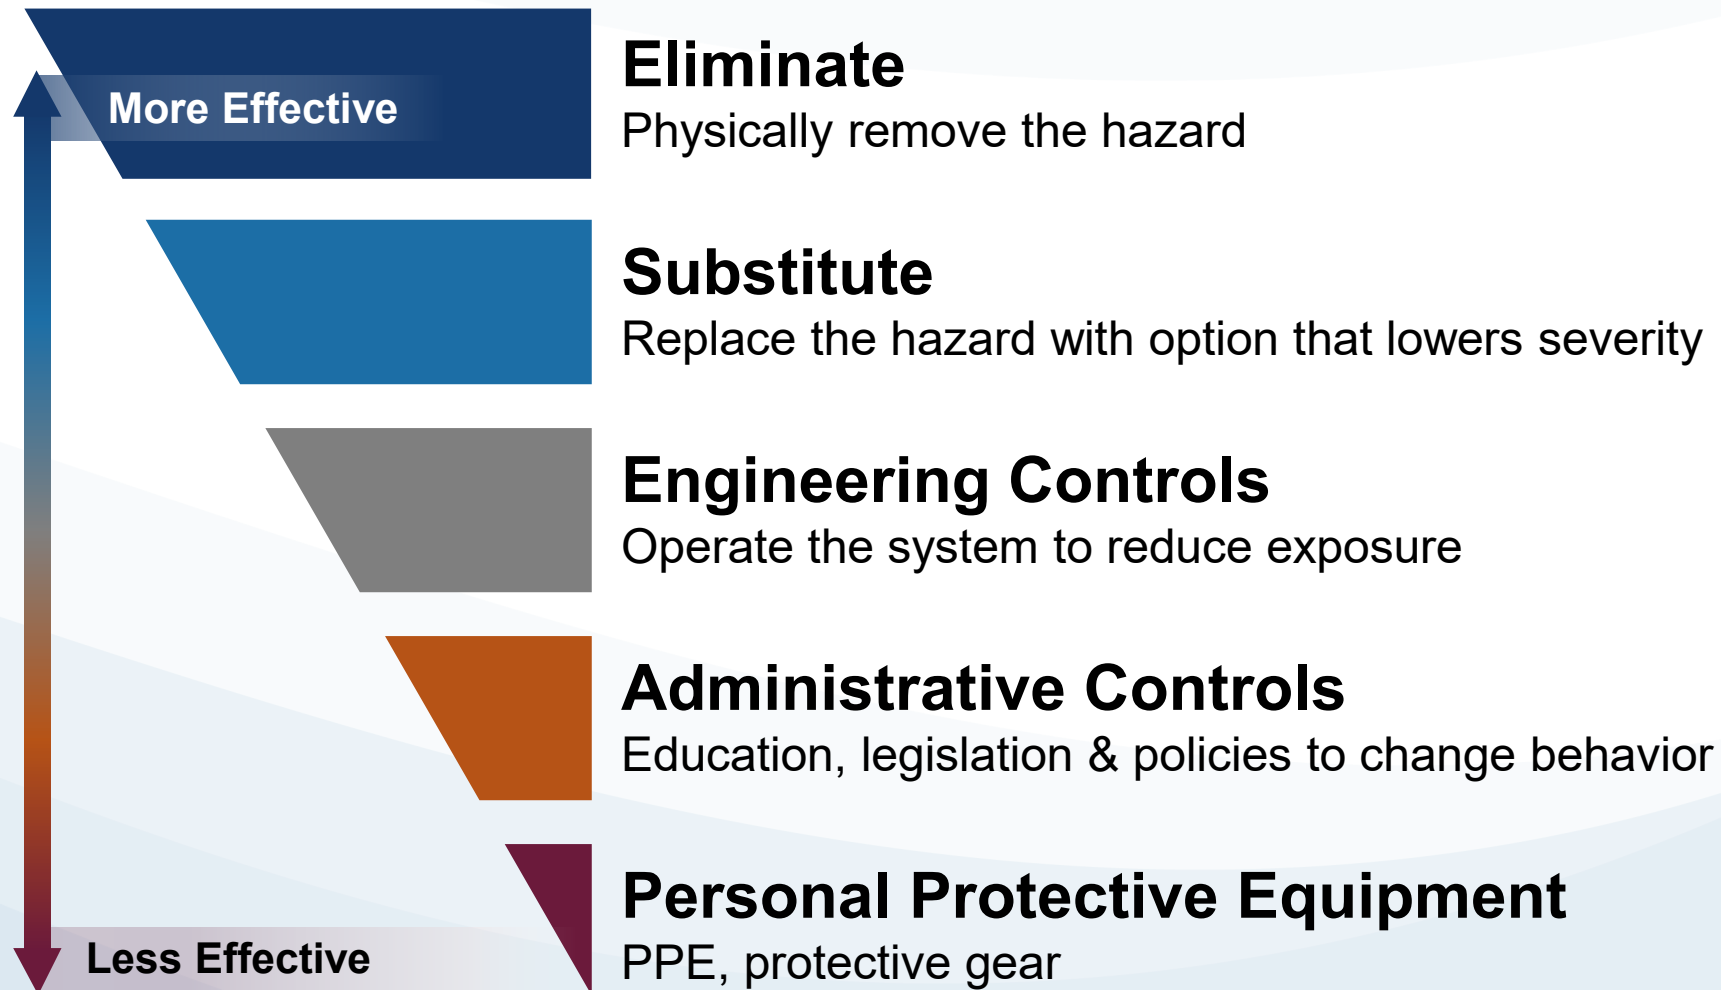 More Effective
Eliminate
Physically remove the hazard
Substitute
Replace the hazard with option that lowers severity
Engineering Controls
Operate the system to reduce exposure
Administrative Controls
Education, legislation & policies to change behavior
Personal Protective Equipment
Less Effective
PPE, protective gear